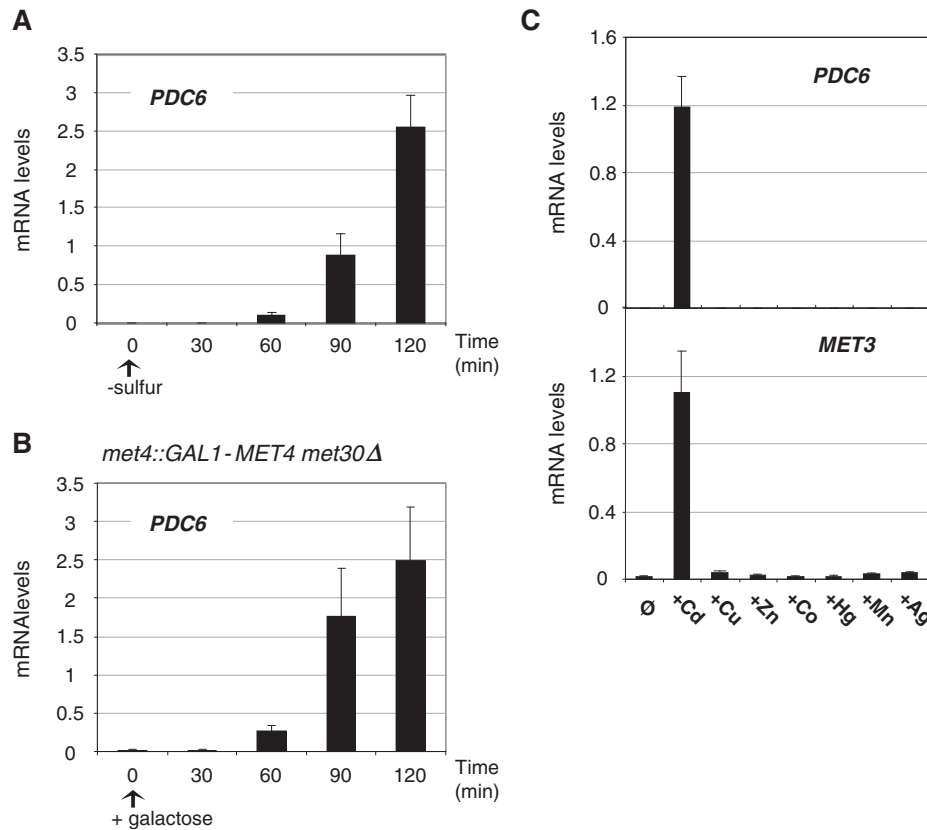 A
3.5
3
2.5
2
1.5
1
0.5
0
mRNA levels
PDC6
0 30 60 90 120 Time (min)
-sulfur
B
met4::GAL1-MET4 met30Δ
3.5
3
2.5
2
1.5
1
0.5
0
mRNAlevels
PDC6
0 30 60 90 120 Time (min)
+ galactose
C
1.6
1.2
0.8
0.4
0
mRNA levels
PDC6
1.2
0.8
0.4
0
mRNA levels
MET3
Ø +Cd +Cu +Zn +Co +Hg +Mn +Ag